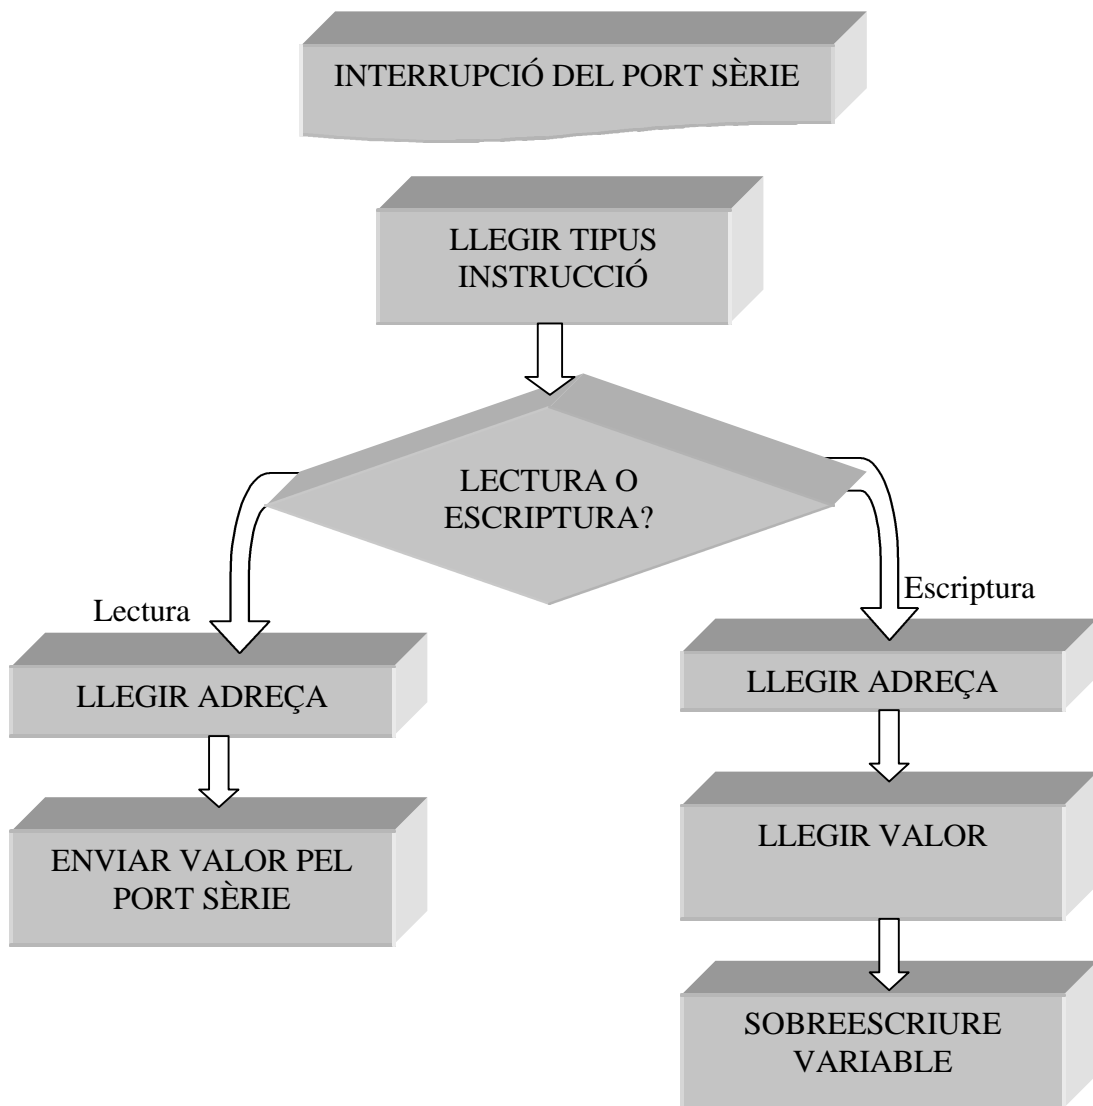 INTERRUPCIÓ DEL PORT SÈRIE
LLEGIR TIPUS
INSTRUCCIÓ
LECTURA O
ESCRIPTURA?
Lectura
Escriptura
LLEGIR ADREÇA
ENVIAR VALOR PEL
PORT SÈRIE
LLEGIR ADREÇA
LLEGIR VALOR
SOBREESCRIURE
VARIABLE